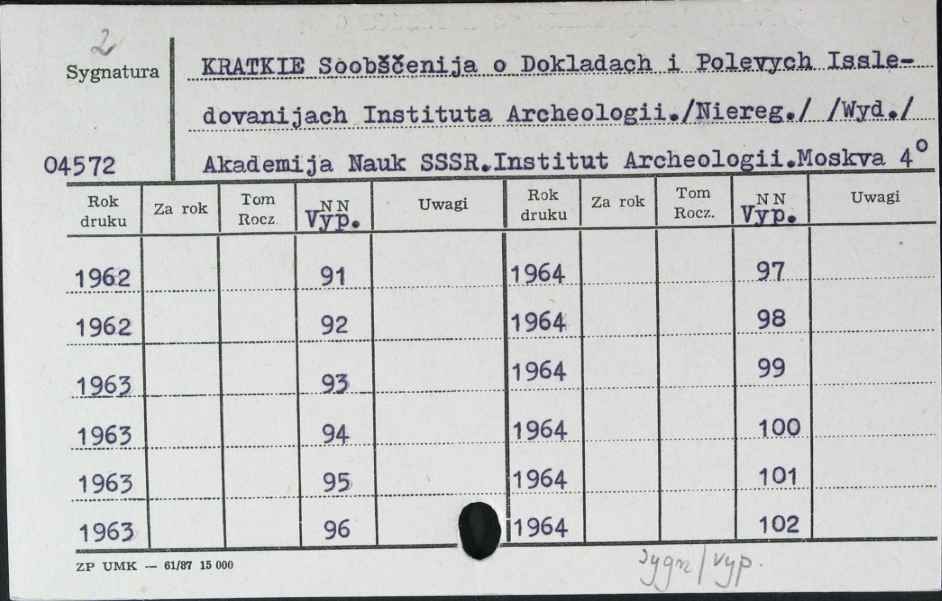 2
Sygnatura
KRATKIE Soobščenija o Dokladach i Polevych Issle-
dovanijach Instituta Archeologii./Niereg./ /Wyd./
04572 Akademija Nauk SSSR.Institut Archeologii.Moskva 4°
Rok druku Za rok Tom Rocz. NN Vyp. Uwagi Rok druku Za rok Tom Rocz. NN Vyp. Uwagi
1962 91 1964 97
1962 92 1964 98
1963 93 1964 99
1963 94 1964 100
1963 95 1964 101
1963 96 1964 102
ZP UMK — 61/87 15 000
sygn/vyp.